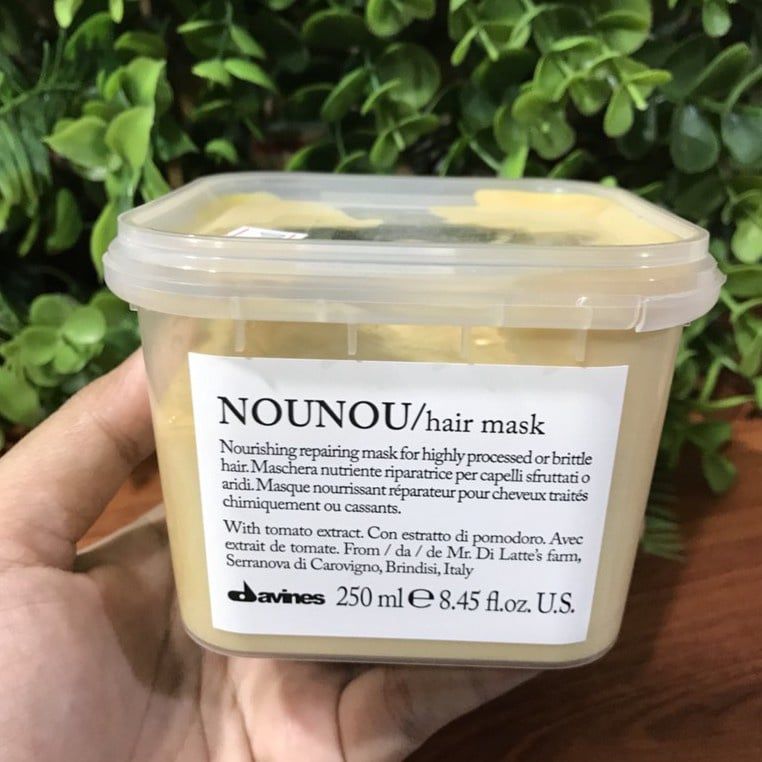 NOUNOU/hair mask
Nourishing repairing mask for highly processed or brittle
hair. Maschera nutriente riparatrice per capelli sfruttati o
aridi. Masque nourrissant réparateur pour cheveux traités
chimiquement ou cassants.
With tomato extract. Con estratto di pomodoro. Avec
extrait de tomate. From / da / de Mr. Di Latte's farm,
Serranova di Carovigno, Brindisi, Italy
davines 250 ml ℮ 8.45 fl.oz. U.S.